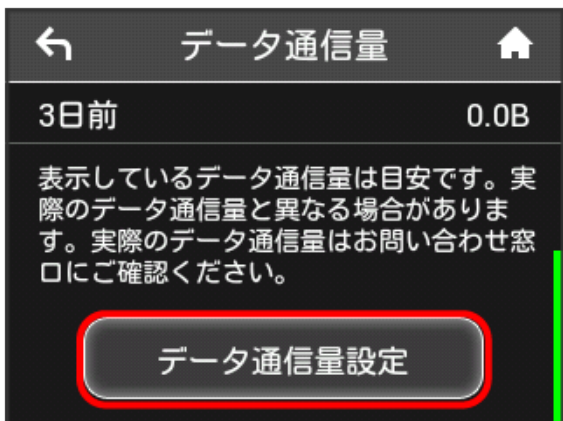 データ通信量
3日前 0.0B
表示しているデータ通信量は目安です。実
際のデータ通信量と異なる場合がありま
す。実際のデータ通信量はお問い合わせ窓
口にご確認ください。
データ通信量設定